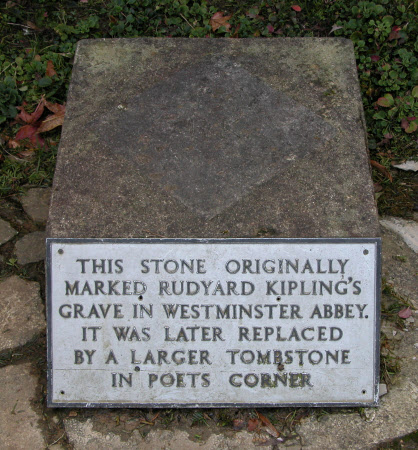 THIS STONE ORIGINALLY
MARKED RUDYARD KIPLING'S
GRAVE IN WESTMINSTER ABBEY.
IT WAS LATER REPLACED
BY A LARGER TOMBSTONE
IN POETS CORNER